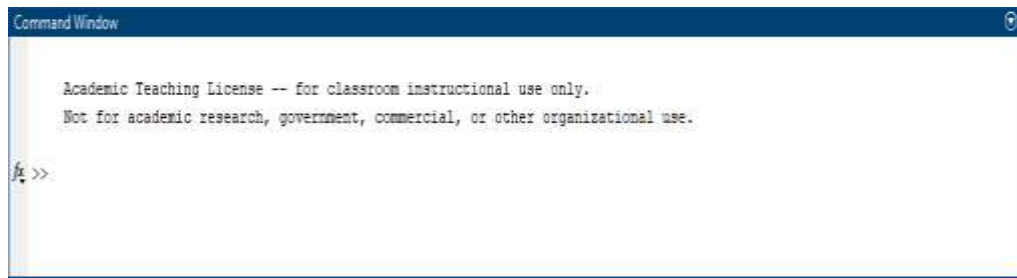 Command Window
Academic Teaching License -- for classroom instructional use only.
Not for academic research, government, commercial, or other organizational use.
fx >>